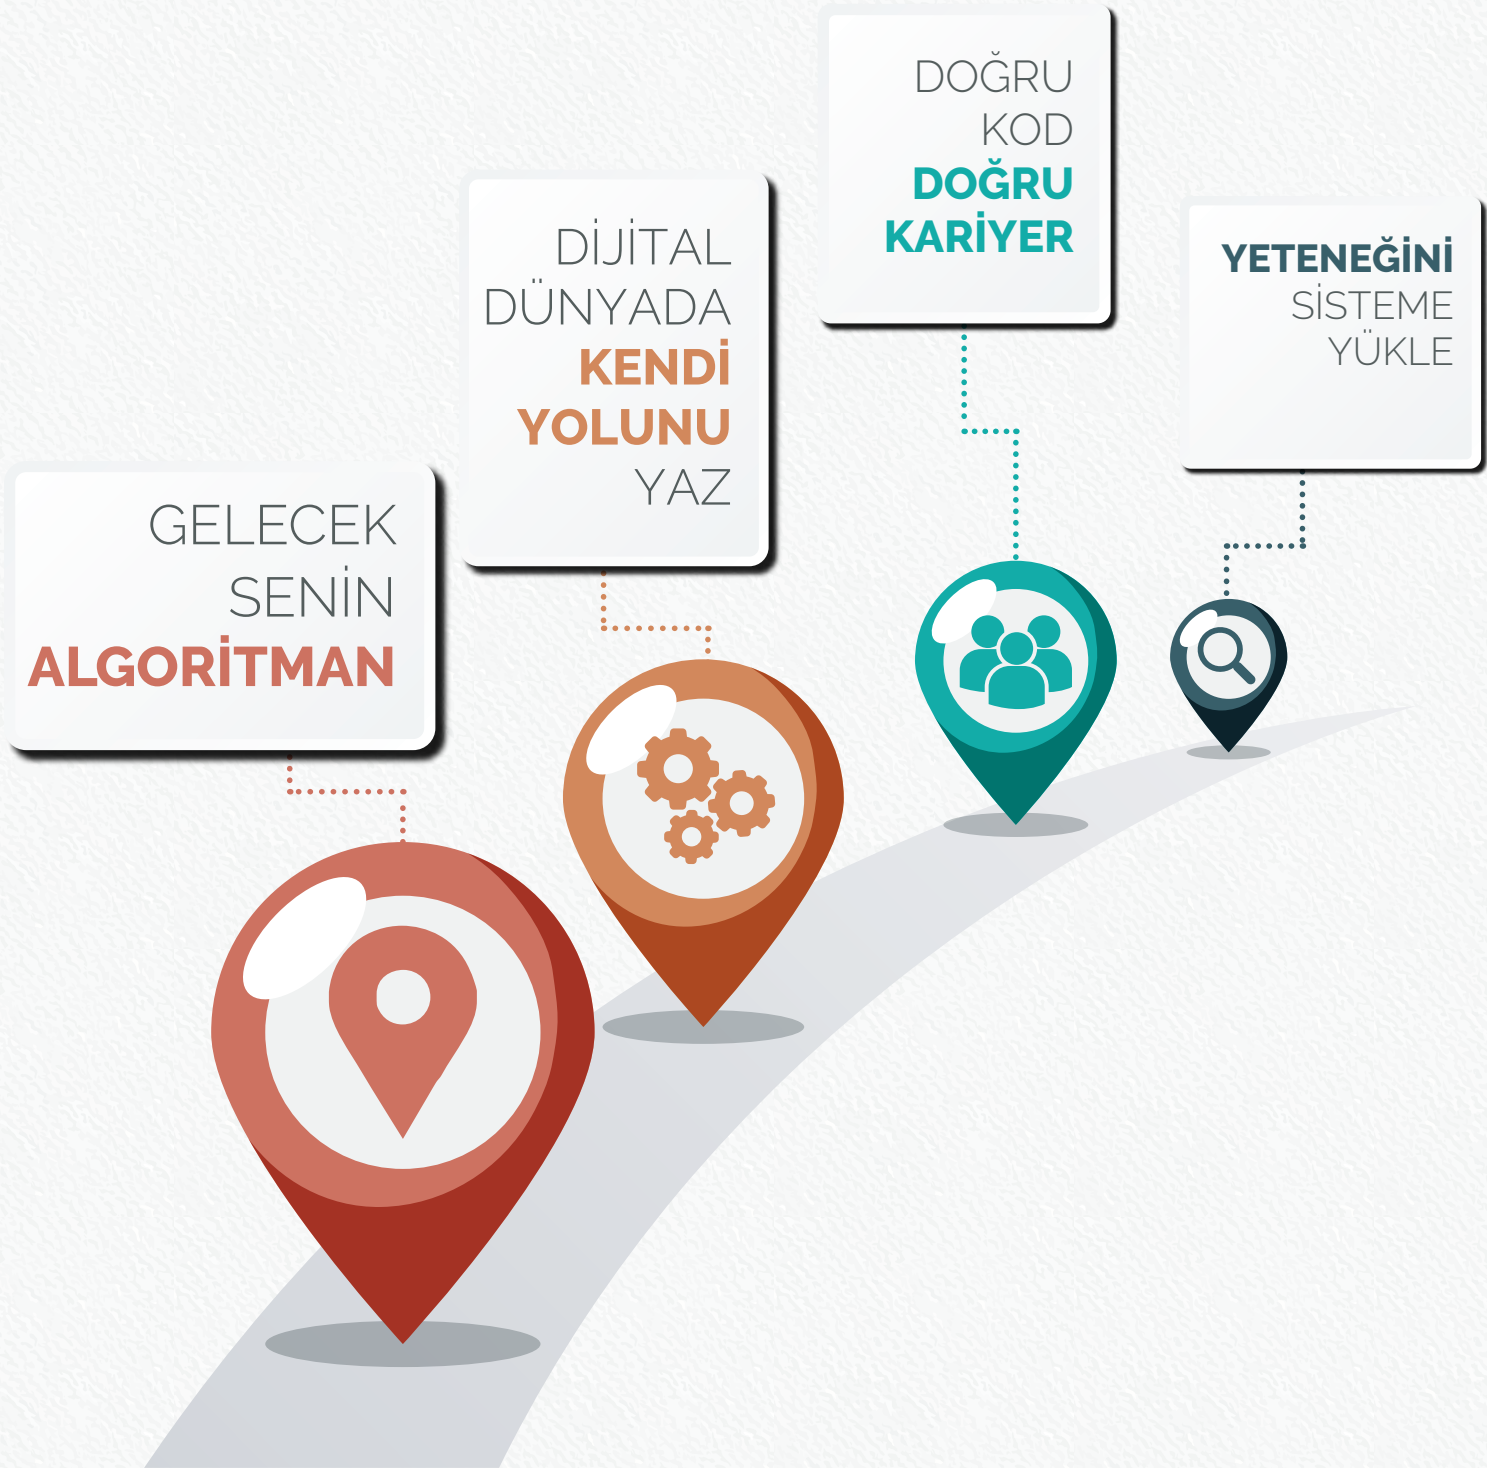 GELECEK
SENİN
ALGORİTMAN
DİJİTAL
DÜNYADA
KENDİ
YOLUNU
YAZ
DOĞRU
KOD
DOĞRU
KARİYER
YETENEĞİNİ
SİSTEME
YÜKLE